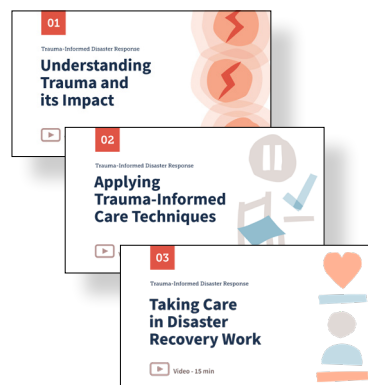 01
Trauma-Informed Disaster Response
Understanding
Trauma and
its Impact
02
Trauma-Informed Disaster Response
Applying
Trauma-Informed
Care Techniques
03
Trauma-Informed Disaster Response
Taking Care
in Disaster
Recovery Work
Video - 15 min